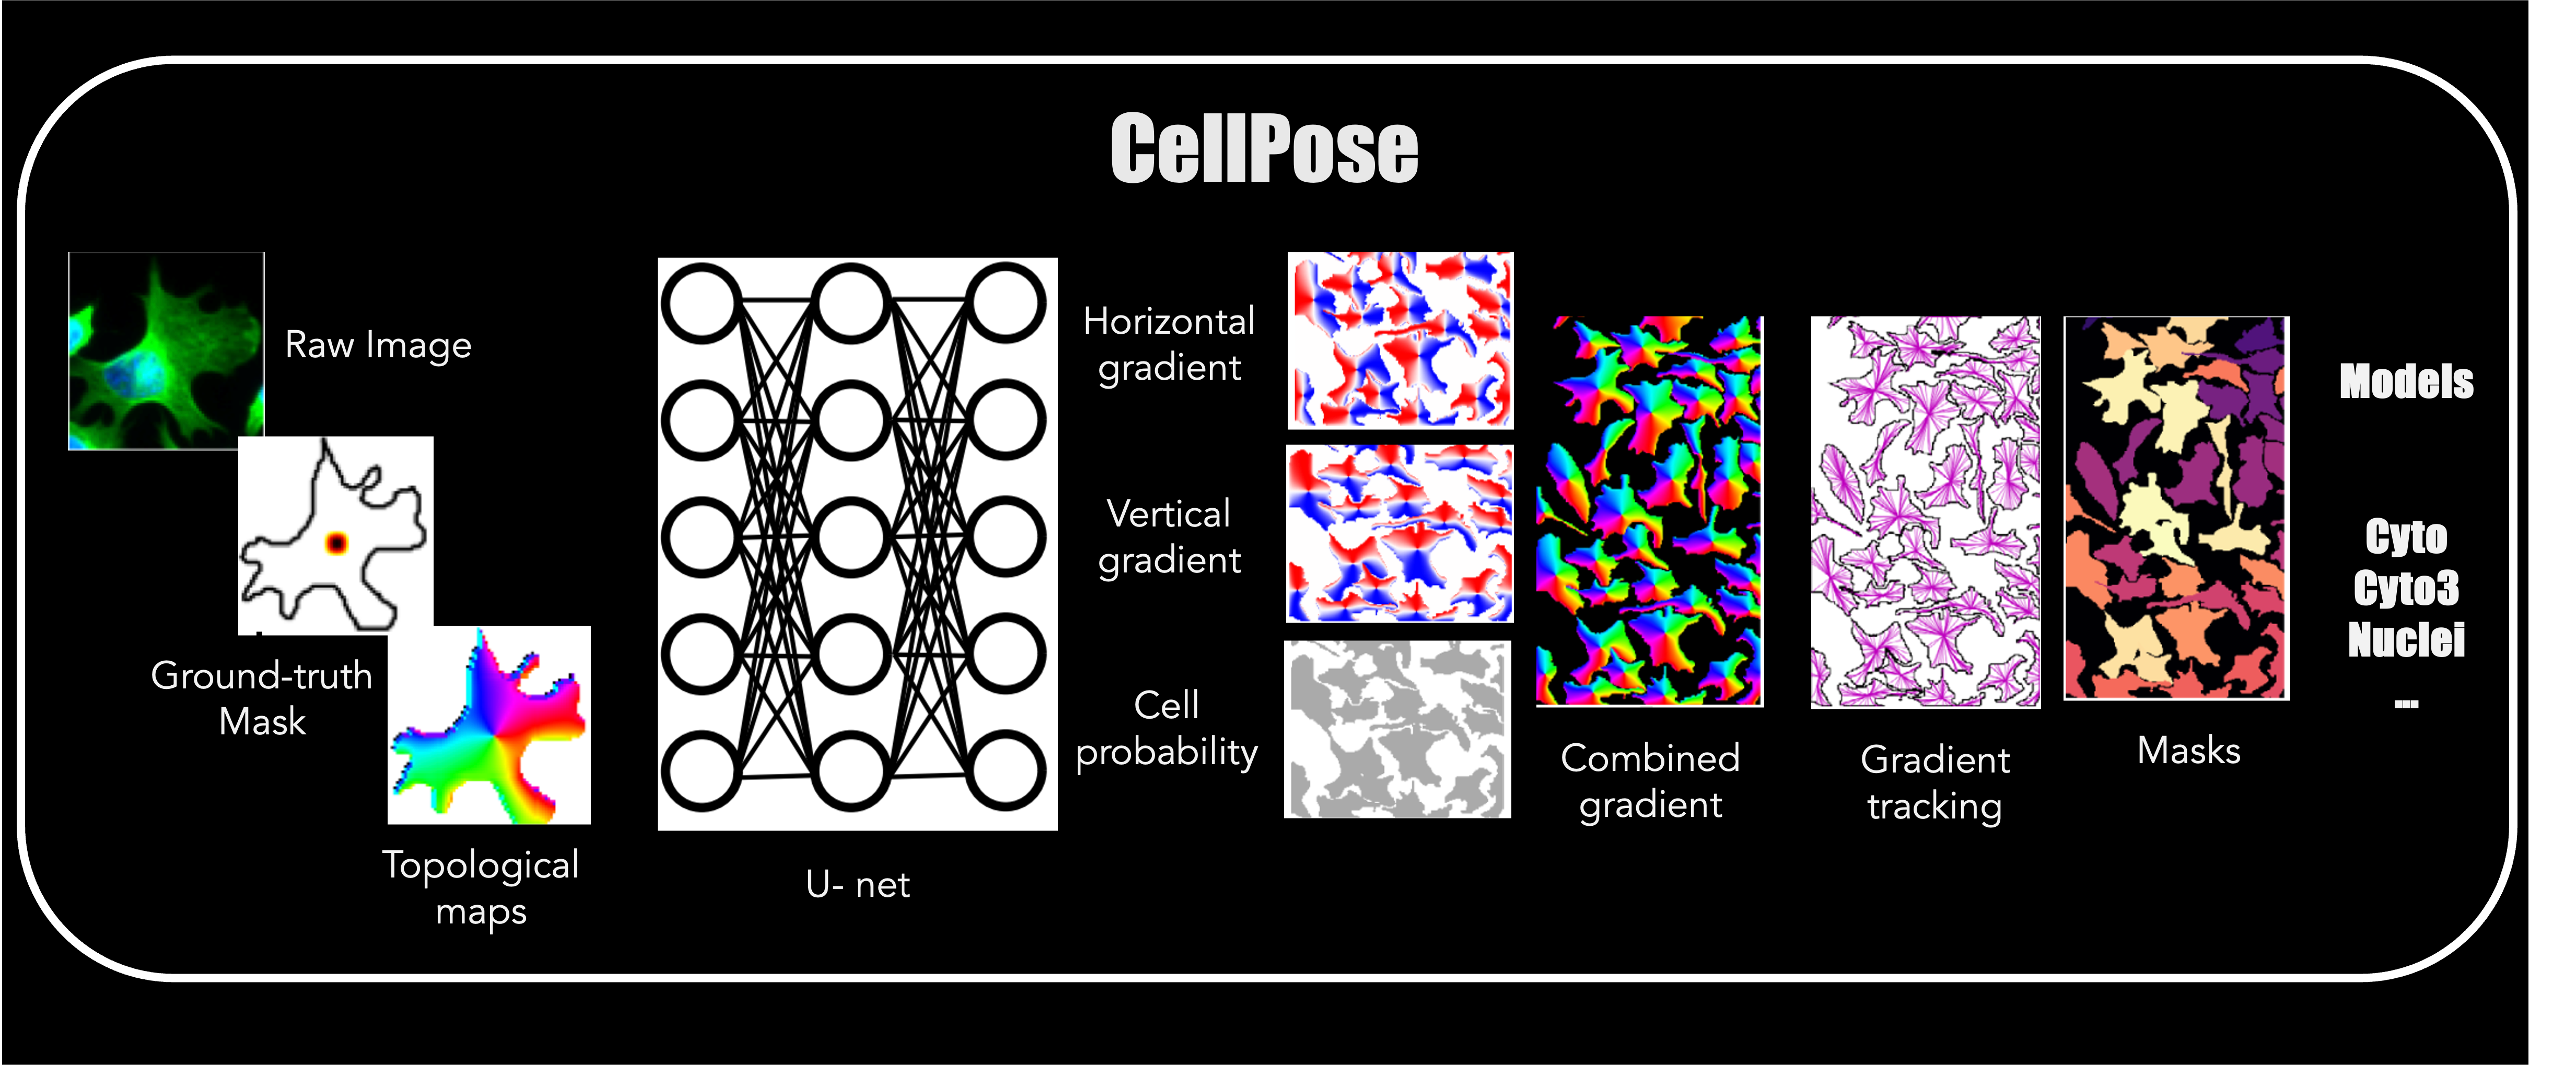 CellPose
Raw Image
Ground-truth
Mask
Topological
maps
U- net
Horizontal
gradient
Vertical
gradient
Cell
probability
Combined
gradient
Gradient
tracking
Masks
Models
Cyto
Cyto3
Nuclei
...